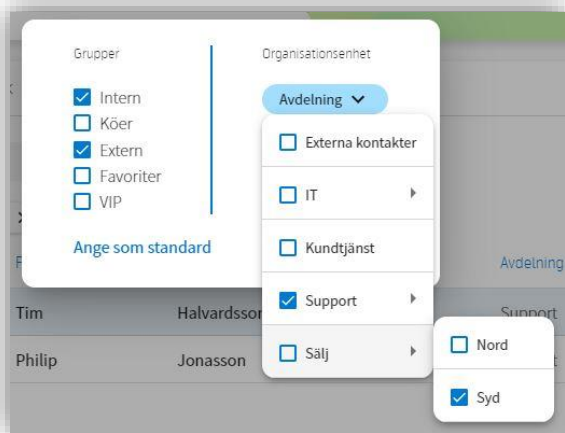 Grupper
Intern
Köer
Extern
Favoriter
VIP
Ange som standard
Organisationsenhet
Avdelning
Externa kontakter
IT
Kundtjänst
Support
Sälj
Nord
Syd
Avdelning
Tim Halvardsson Support
Philip Jonasson